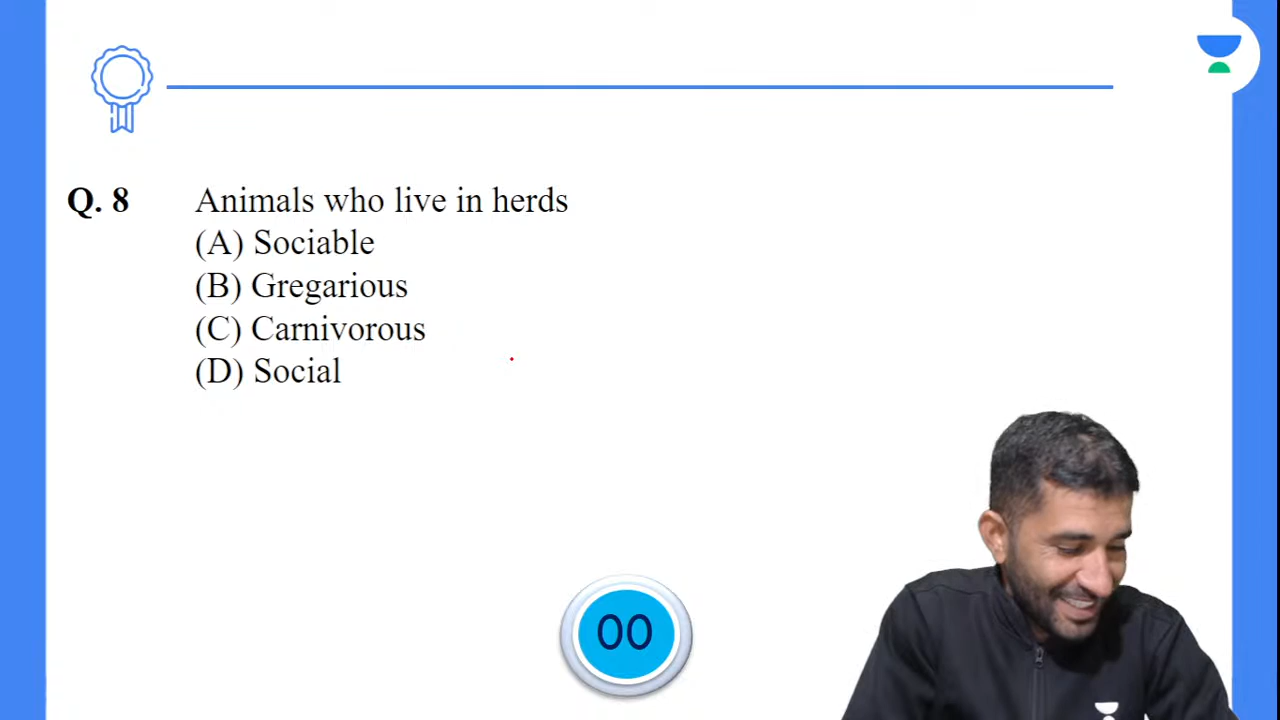 Q. 8 Animals who live in herds
(A) Sociable
(B) Gregarious
(C) Carnivorous
(D) Social
00